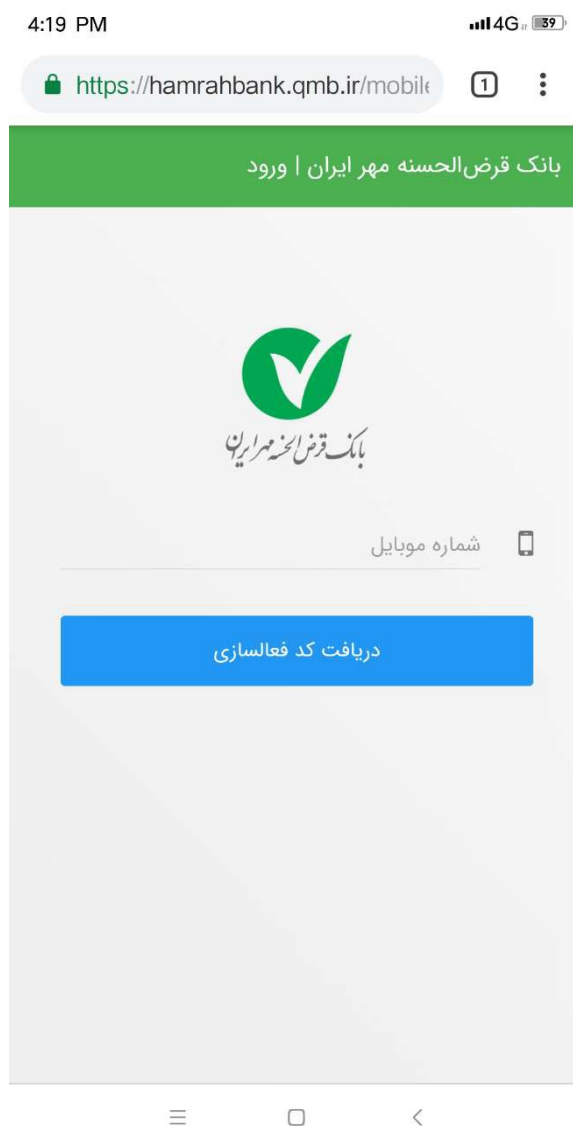 4:19 PM 4G 39
https://hamrahbank.qmb.ir/mobile 1
بانک قرض‌الحسنه مهر ایران | ورود
بانک قرض الحسنه مهر ایران
شماره موبایل
دریافت کد فعالسازی